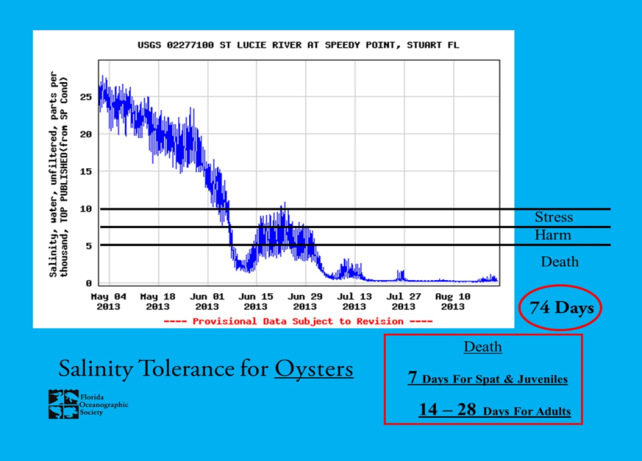 USGS 02277100 ST LUCIE RIVER AT SPEEDY POINT, STUART FL
Salinity, water, unfiltered, parts per
thousand, TOP PUBLISHED(from SP Cond)
25
20
15
10
5
0
May 04 May 18 Jun 01 Jun 15 Jun 29 Jul 13 Jul 27 Aug 10
2013 2013 2013 2013 2013 2013 2013 2013
---- Provisional Data Subject to Revision ----
Stress
Harm
Death
74 Days
Salinity Tolerance for Oysters
Florida
Oceanographic
Society
Death
7 Days For Spat & Juveniles
14 – 28 Days For Adults